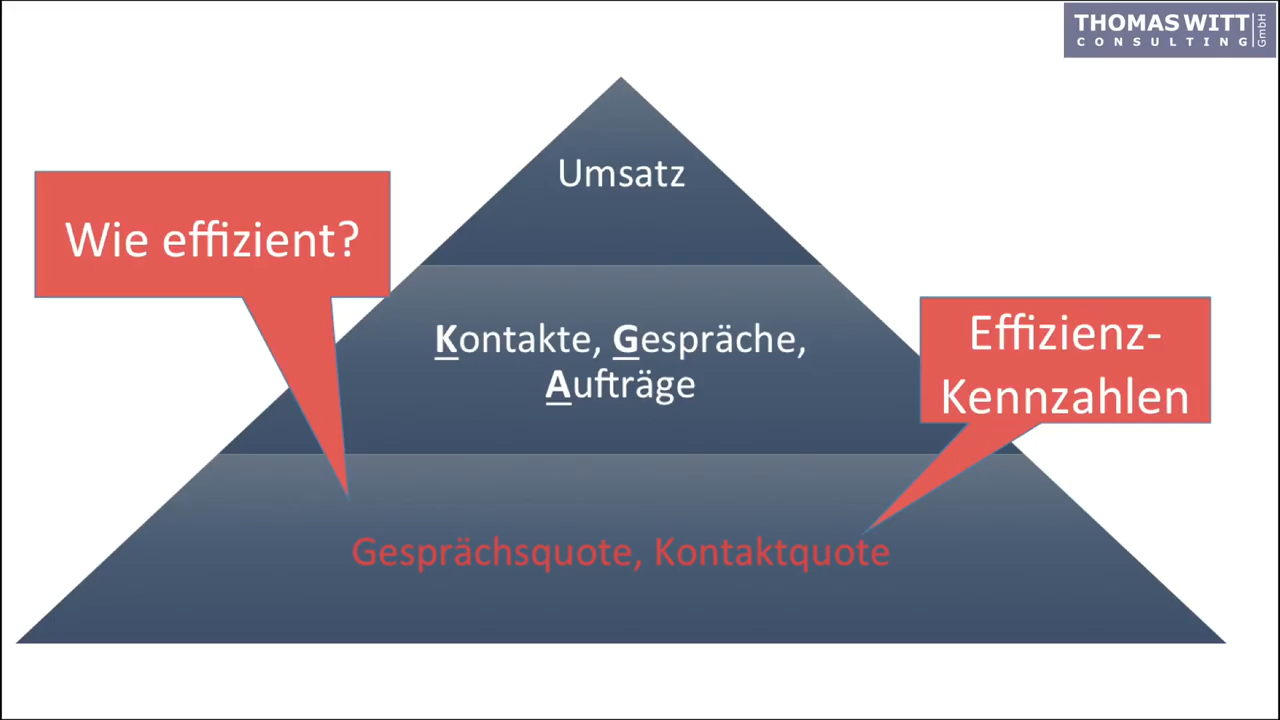 THOMAS WITT GmbH
CONSULTING
Umsatz
Wie effizient?
Kontakte, Gespräche,
Aufträge
Effizienz-
Kennzahlen
Gesprächsquote, Kontaktquote